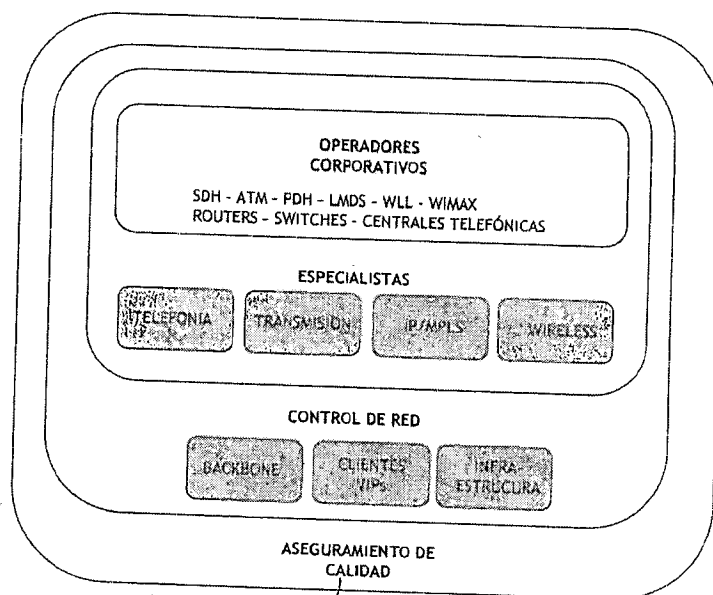 OPERADORES
CORPORATIVOS
SDH - ATM - PDH - LMDS - WLL - WIMAX
ROUTERS - SWITCHES - CENTRALES TELEFÓNICAS
ESPECIALISTAS
TELEFONIA TRANSMISION IP/MPLS WIRELESS
CONTROL DE RED
BACKBONE CLIENTES VIPs INFRA-ESTRUCURA
ASEGURAMIENTO DE
CALIDAD